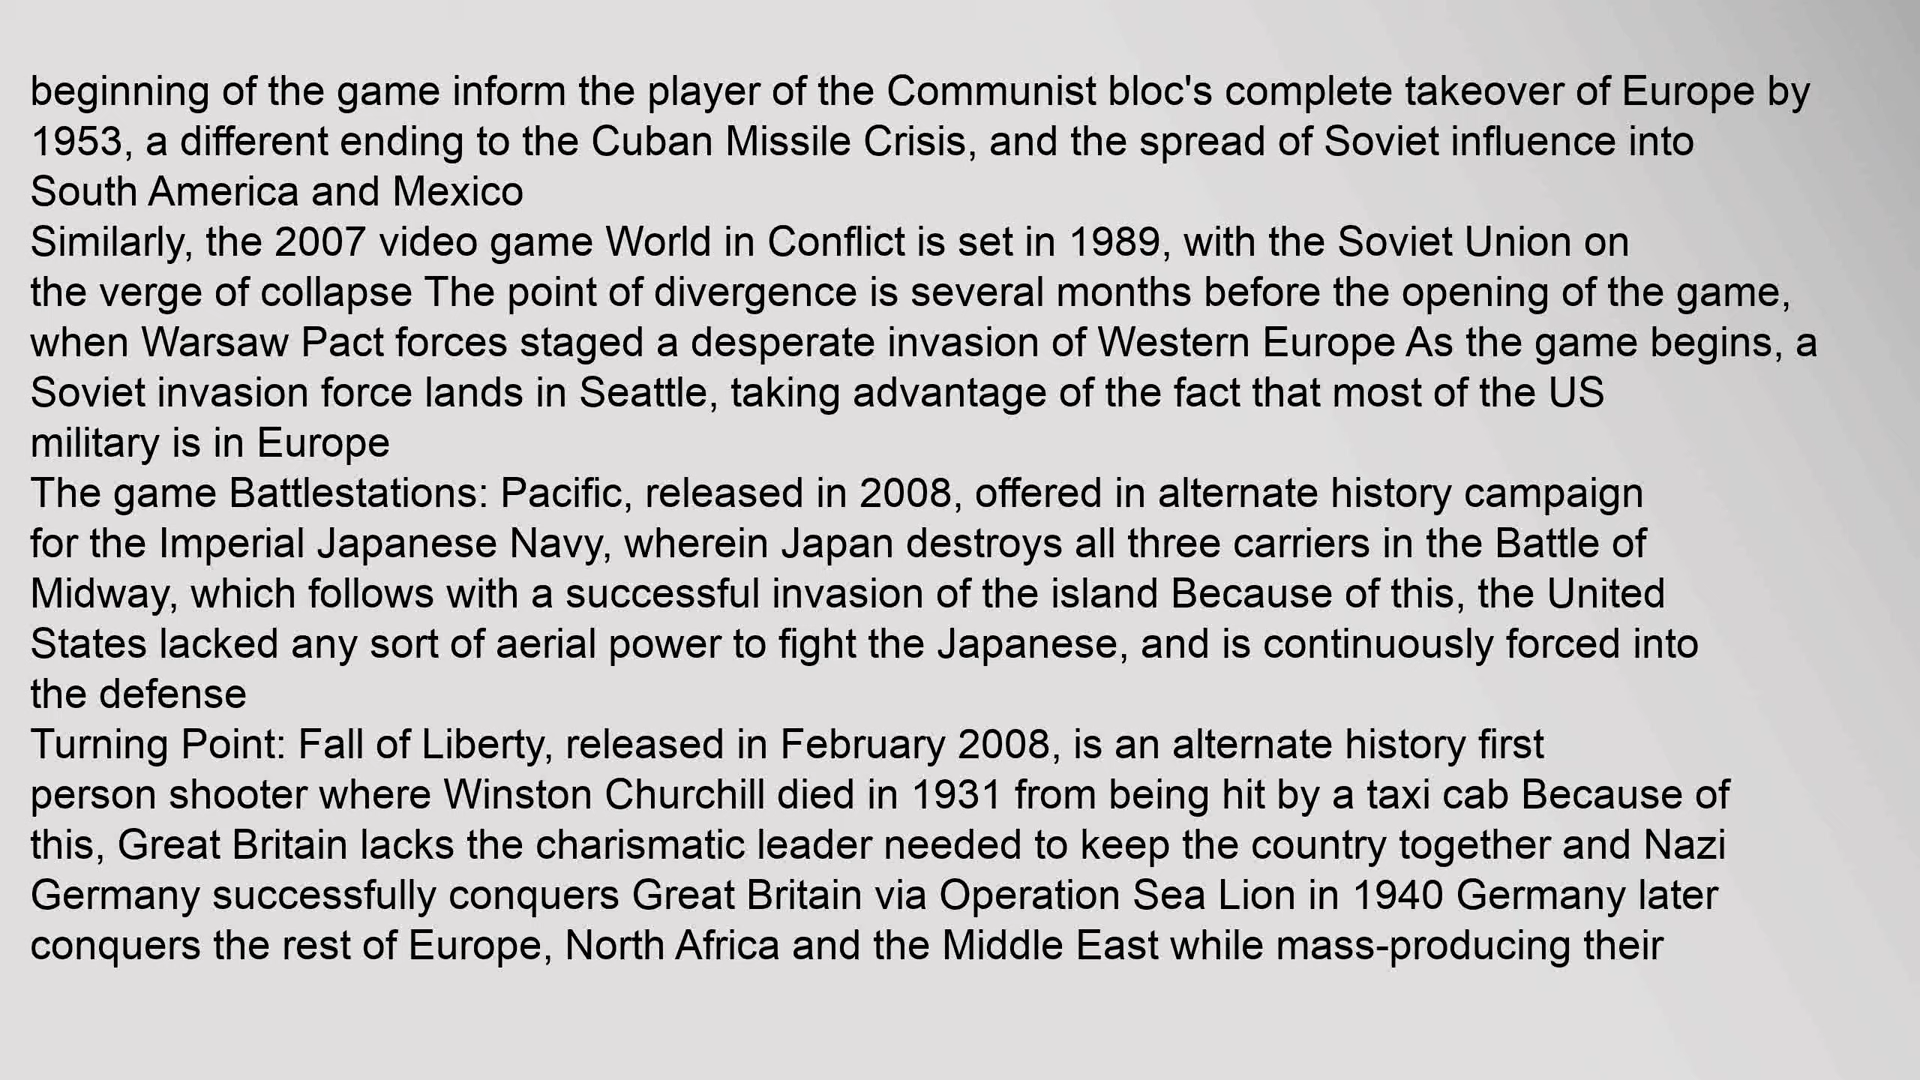 beginning of the game inform the player of the Communist bloc's complete takeover of Europe by
1953, a different ending to the Cuban Missile Crisis, and the spread of Soviet influence into
South America and Mexico
Similarly, the 2007 video game World in Conflict is set in 1989, with the Soviet Union on
the verge of collapse The point of divergence is several months before the opening of the game,
when Warsaw Pact forces staged a desperate invasion of Western Europe As the game begins, a
Soviet invasion force lands in Seattle, taking advantage of the fact that most of the US
military is in Europe
The game Battlestations: Pacific, released in 2008, offered in alternate history campaign
for the Imperial Japanese Navy, wherein Japan destroys all three carriers in the Battle of
Midway, which follows with a successful invasion of the island Because of this, the United
States lacked any sort of aerial power to fight the Japanese, and is continuously forced into
the defense
Turning Point: Fall of Liberty, released in February 2008, is an alternate history first
person shooter where Winston Churchill died in 1931 from being hit by a taxi cab Because of
this, Great Britain lacks the charismatic leader needed to keep the country together and Nazi
Germany successfully conquers Great Britain via Operation Sea Lion in 1940 Germany later
conquers the rest of Europe, North Africa and the Middle East while mass-producing their